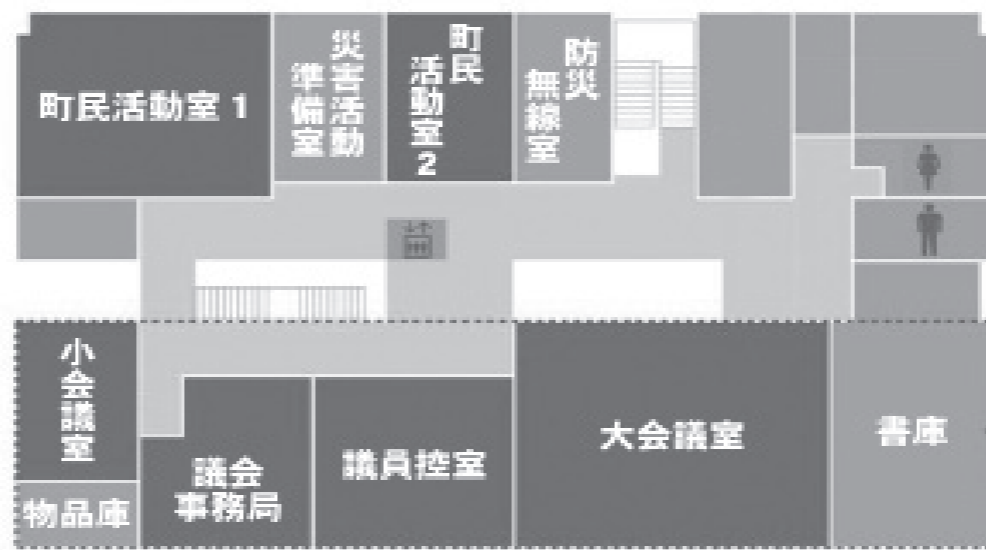 町民活動室 1
災害活動
準備室
町民
活動室2
防災
無線室
小会議室
物品庫
議会
事務局
議員控室
大会議室
書庫